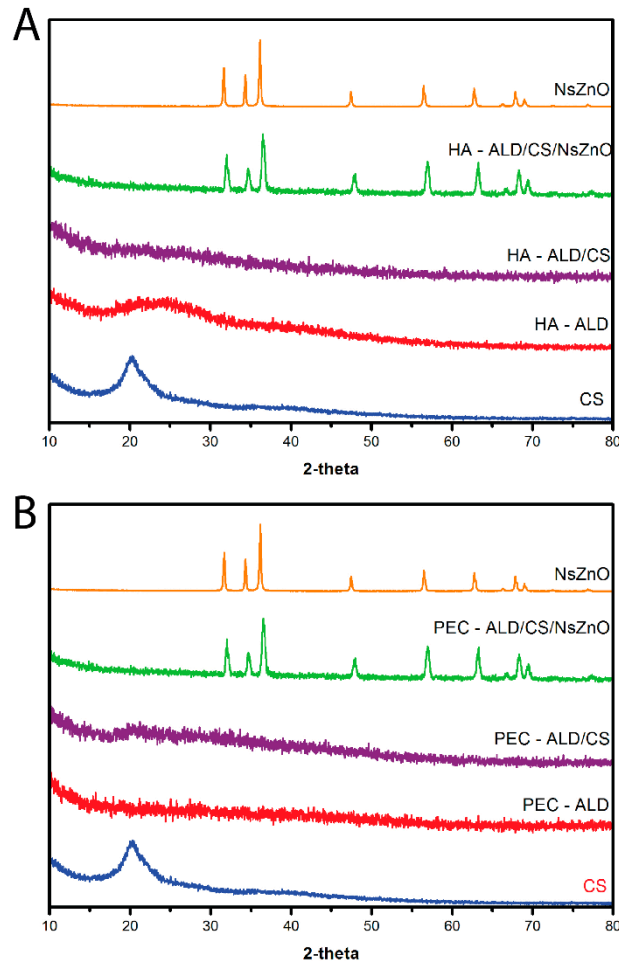 A
NsZnO
HA - ALD/CS/NsZnO
HA - ALD/CS
HA - ALD
CS
10 20 30 40 50 60 70 80
2-theta
B
NsZnO
PEC - ALD/CS/NsZnO
PEC - ALD/CS
PEC - ALD
CS
10 20 30 40 50 60 70 80
2-theta